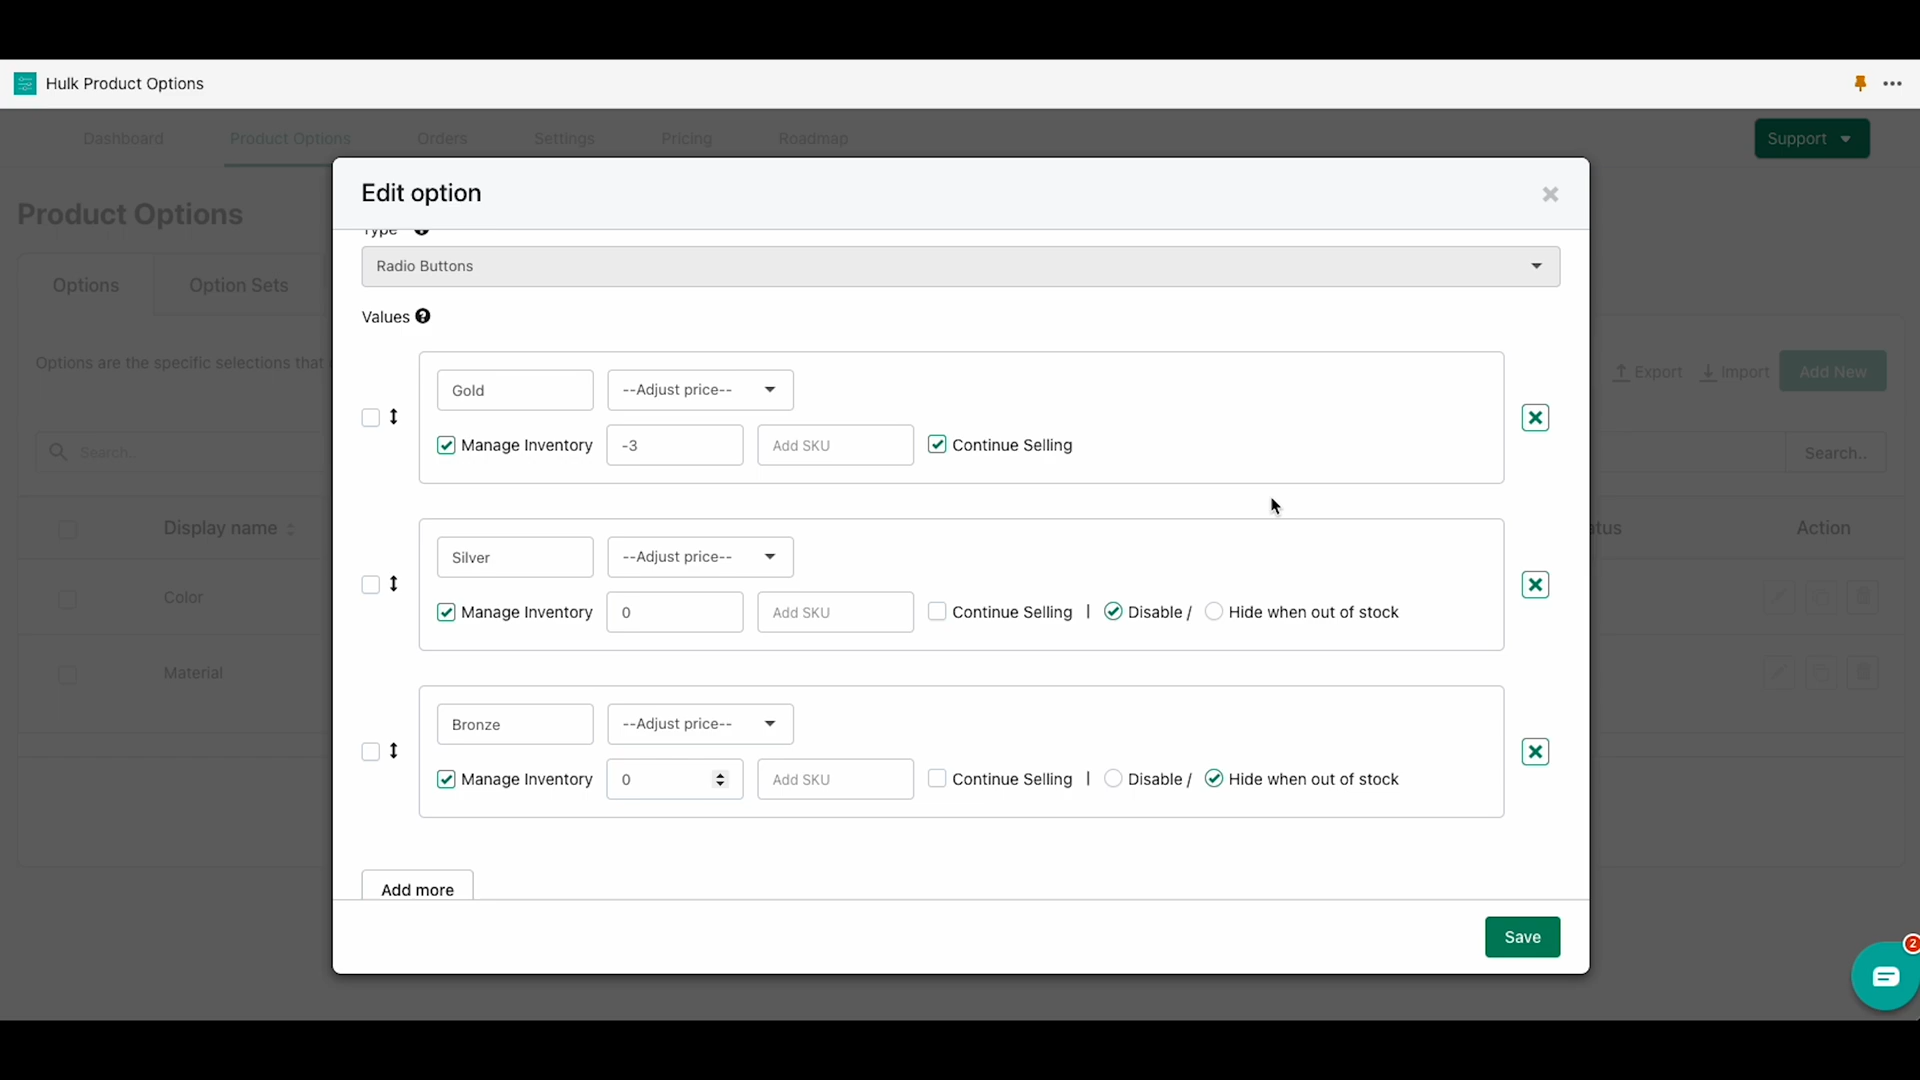 Hulk Product Options
Dashboard Product Options Orders Settings Pricing Roadmap Support
Edit option
Product Options
Type
Radio Buttons
Options Option Sets
Values
Options are the specific selections that
Export Import Add New
Gold --Adjust price--
Manage Inventory -3 Add SKU Continue Selling
Search.. Search..
Display name atus Action
Silver --Adjust price--
Color
Manage Inventory 0 Add SKU Continue Selling | Disable / Hide when out of stock
Material
Bronze --Adjust price--
Manage Inventory 0 Add SKU Continue Selling | Disable / Hide when out of stock
Add more
Save
2